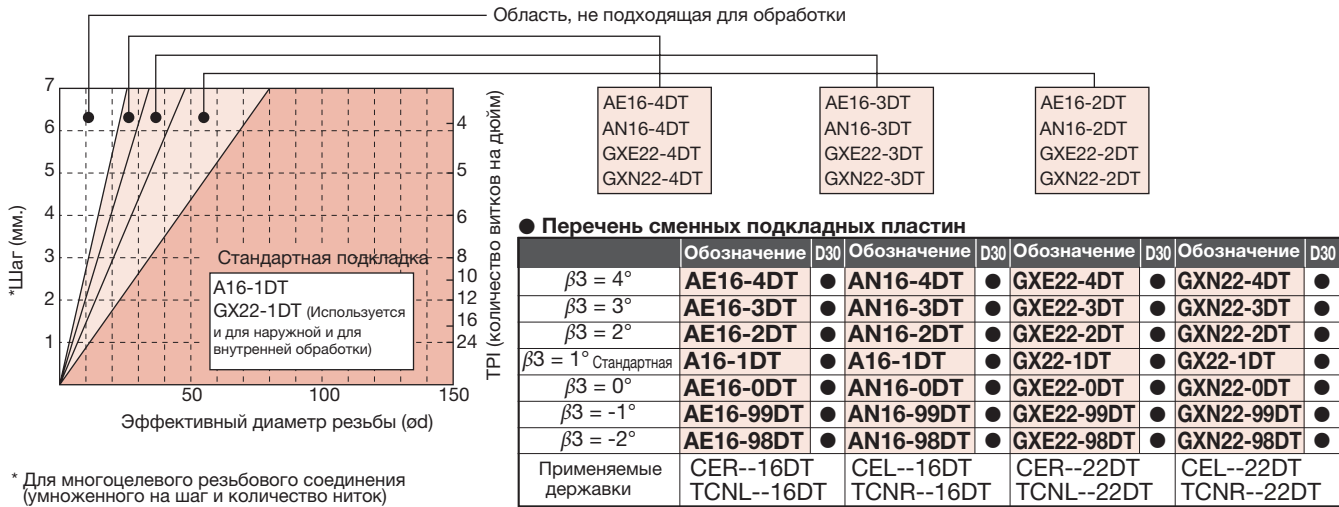 Область, не подходящая для обработки
AE16-4DT
AN16-4DT
GXE22-4DT
GXN22-4DT
AE16-3DT
AN16-3DT
GXE22-3DT
GXN22-3DT
AE16-2DT
AN16-2DT
GXE22-2DT
GXN22-2DT
*Шаг (мм.)
7
6
5
4
3
2
1
50
100
150
Эффективный диаметр резьбы (ød)
4
5
6
8
10
12
16
24
TPI (количество витков на дюйм)
Стандартная подкладка
A16-1DT
GX22-1DT (Используется
и для наружной и для
внутренней обработки)
* Для многоцелевого резьбового соединения
(умноженного на шаг и количество ниток)
● Перечень сменных подкладных пластин
Обозначение D30 Обозначение D30 Обозначение D30 Обозначение D30
β3 = 4° AE16-4DT ● AN16-4DT ● GXE22-4DT ● GXN22-4DT ●
β3 = 3° AE16-3DT ● AN16-3DT ● GXE22-3DT ● GXN22-3DT ●
β3 = 2° AE16-2DT ● AN16-2DT ● GXE22-2DT ● GXN22-2DT ●
β3 = 1° Стандартная A16-1DT ● A16-1DT ● GX22-1DT ● GX22-1DT ●
β3 = 0° AE16-0DT ● AN16-0DT ● GXE22-0DT ● GXN22-0DT ●
β3 = -1° AE16-99DT ● AN16-99DT ● GXE22-99DT ● GXN22-99DT ●
β3 = -2° AE16-98DT ● AN16-98DT ● GXE22-98DT ● GXN22-98DT ●
Применяемые державки
CER--16DT CEL--16DT CER--22DT CEL--22DT
TCNL--16DT TCNR--16DT TCNL--22DT TCNR--22DT